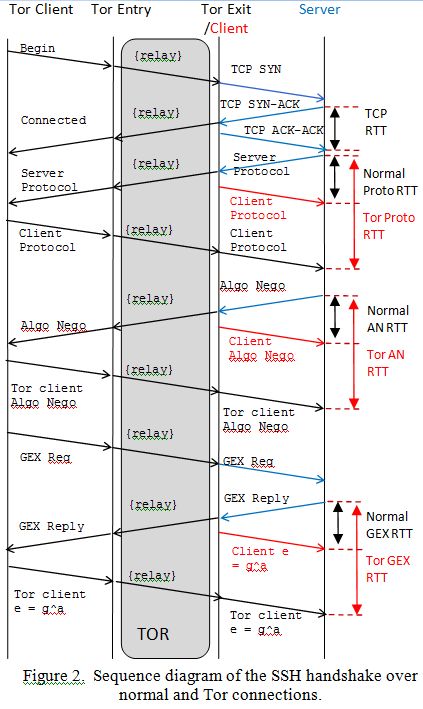 Tor Client
Tor Entry
Tor Exit
/Client
Server
Begin
{relay}
TCP SYN
TCP SYN-ACK
Connected
{relay}
TCP ACK-ACK
TCP
RTT
{relay}
Server
Protocol
Server
Protocol
Normal
Proto RTT
Client
Protocol
Tor Proto
RTT
Client
Protocol
{relay}
Client
Protocol
Algo Nego
{relay}
Algo Nego
Client
Algo Nego
Normal
AN RTT
Tor AN
RTT
{relay}
Tor client
Algo Nego
Tor client
Algo Nego
GEX Reg
{relay}
GEX Reg
GEX Reply
{relay}
GEX Reply
Normal
GEX RTT
Client e
= g^a
Tor GEX
RTT
{relay}
Tor client
e = g^a
Tor client
e = g^a
TOR
Figure 2. Sequence diagram of the SSH handshake over
normal and Tor connections.